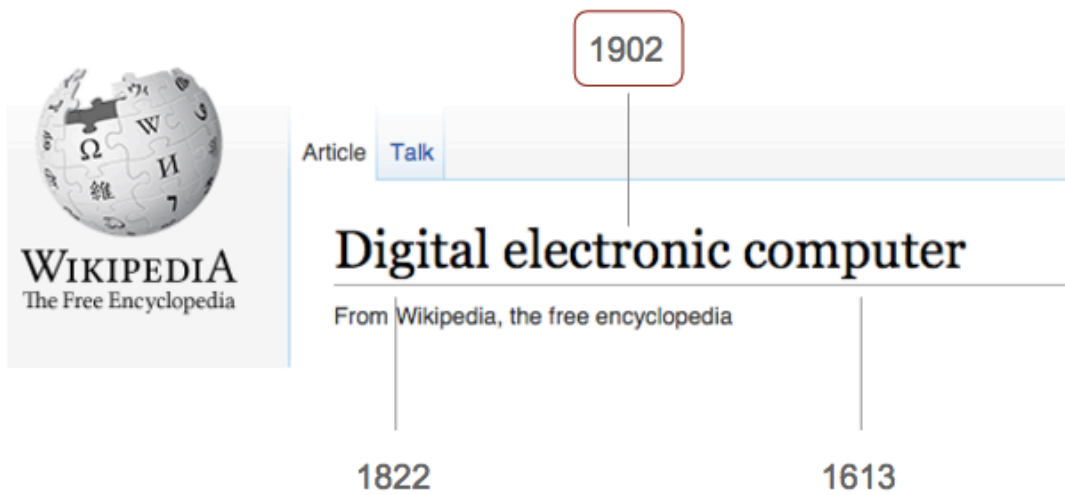 1902
Article Talk
Digital electronic computer
WIKIPEDIA
The Free Encyclopedia
From Wikipedia, the free encyclopedia
1822 1613